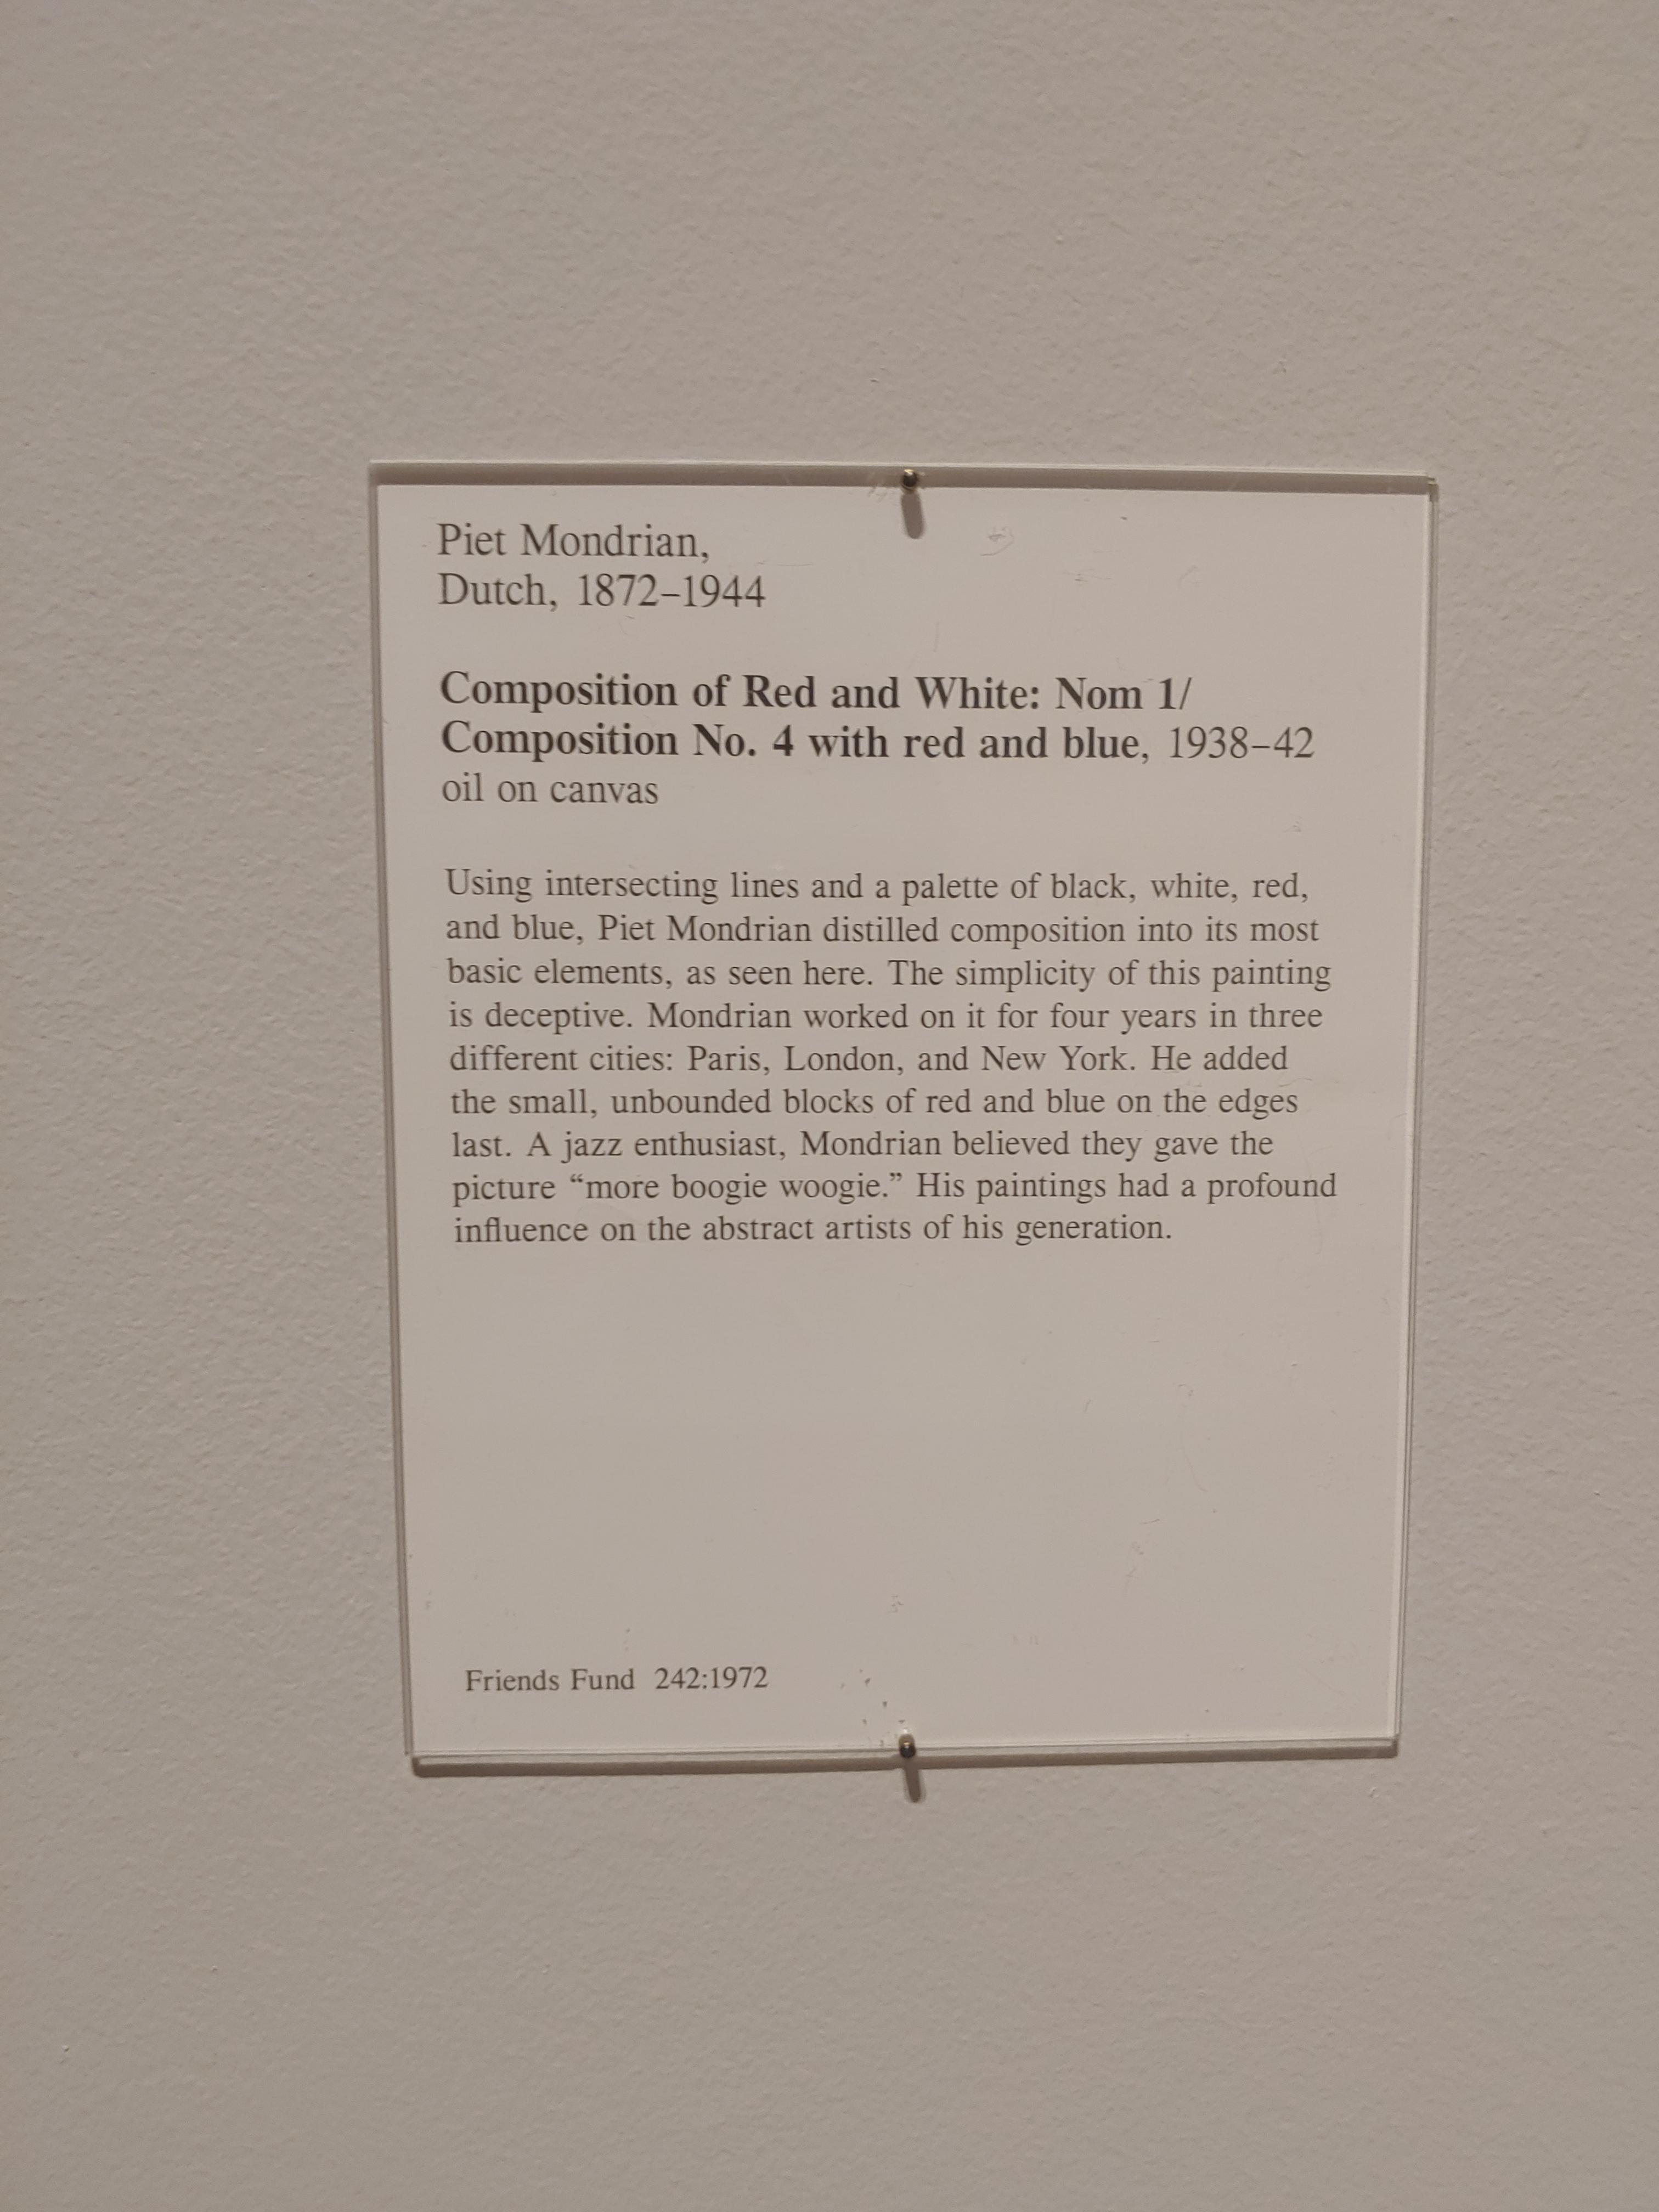 Piet Mondrian,
Dutch, 1872–1944
Composition of Red and White: Nom 1/
Composition No. 4 with red and blue, 1938–42
oil on canvas
Using intersecting lines and a palette of black, white, red,
and blue, Piet Mondrian distilled composition into its most
basic elements, as seen here. The simplicity of this painting
is deceptive. Mondrian worked on it for four years in three
different cities: Paris, London, and New York. He added
the small, unbounded blocks of red and blue on the edges
last. A jazz enthusiast, Mondrian believed they gave the
picture “more boogie woogie.” His paintings had a profound
influence on the abstract artists of his generation.
Friends Fund 242:1972